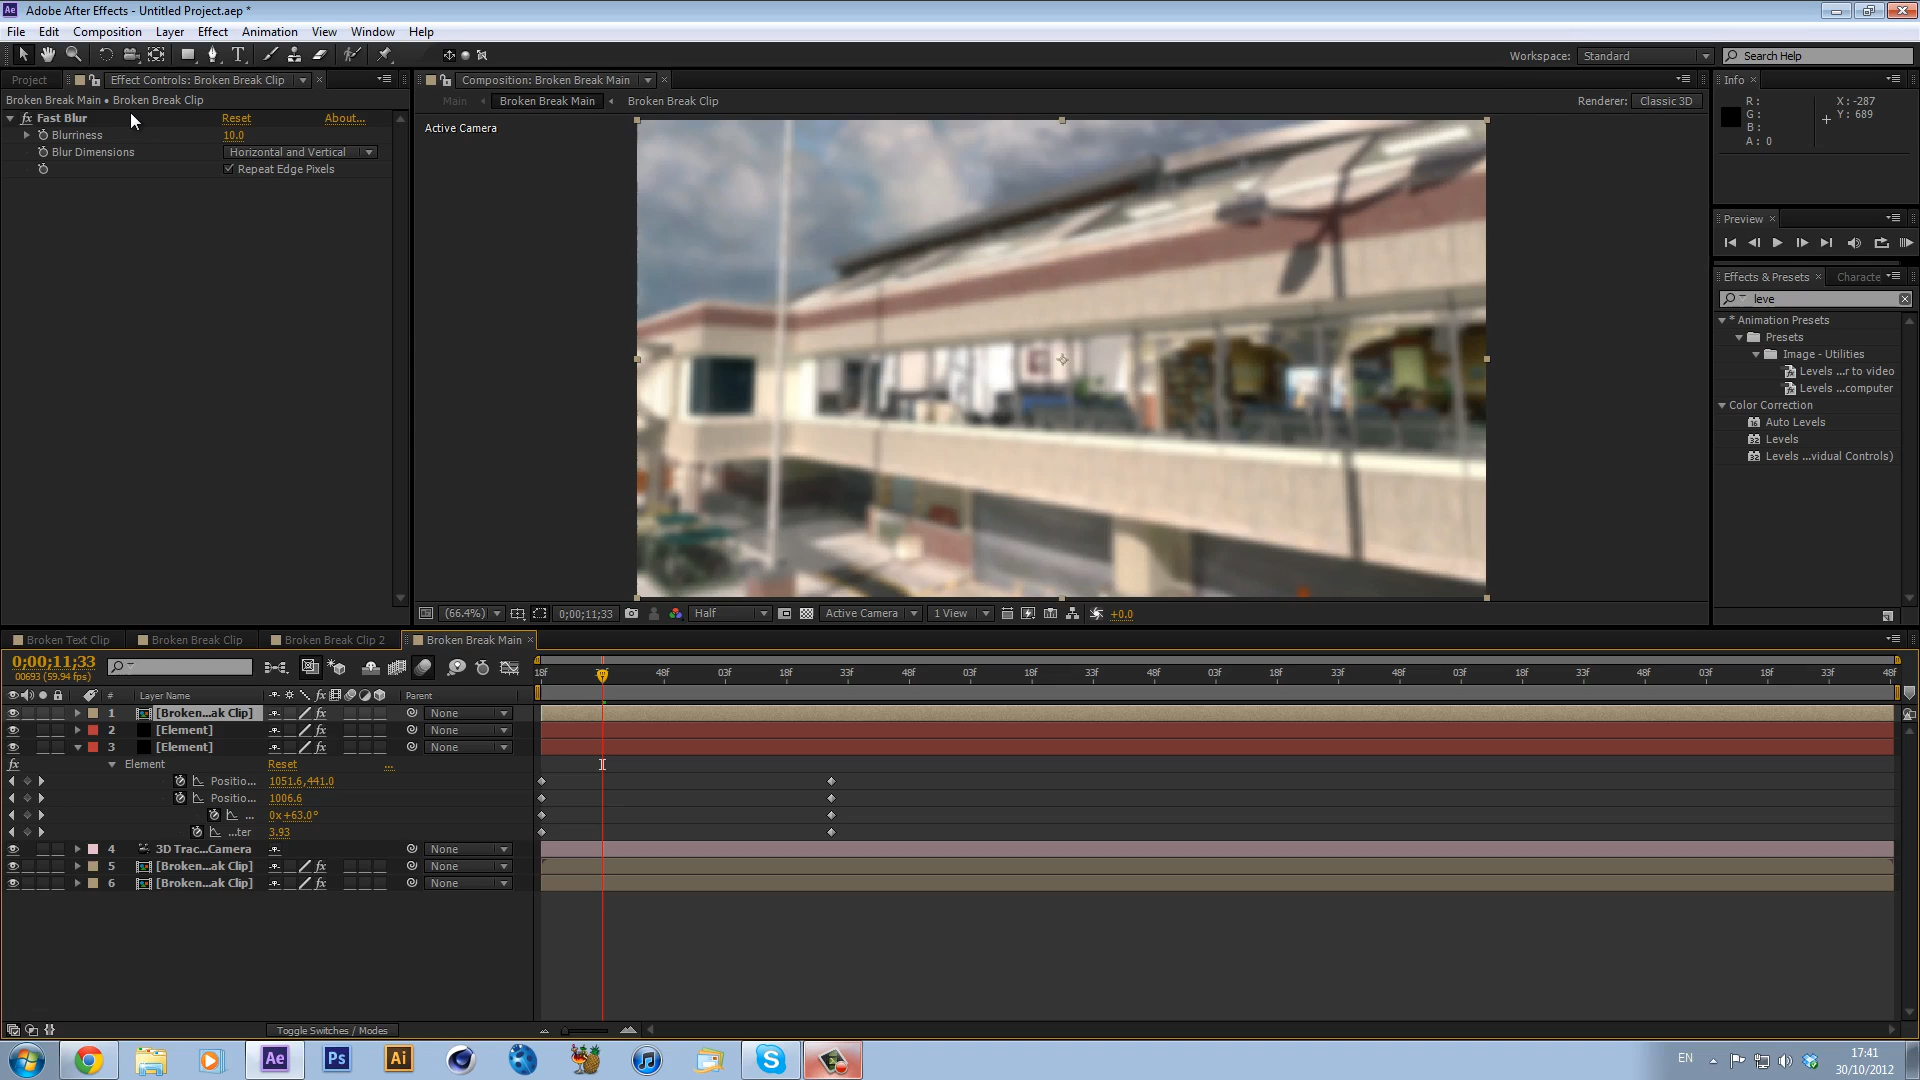 Adobe After Effects - Untitled Project.aep *
File Edit Composition Layer Effect Animation View Window Help
Workspace: Standard Search Help
Project Effect Controls: Broken Break Clip Composition: Broken Break Main Info
Broken Break Main • Broken Break Clip Main Broken Break Main Broken Break Clip Renderer: Classic 3D
R: X: -287
G: Y: 689
B:
A: 0
Fast Blur Reset About...
Active Camera
Blurriness 10.0
Blur Dimensions Horizontal and Vertical
Repeat Edge Pixels
Preview
Effects & Presets Characte
leve
* Animation Presets
Presets
Image - Utilities
Levels ...r to video
Levels ...computer
Color Correction
Auto Levels
Levels
Levels ...vidual Controls)
(66.4%) 0;00;11;33 Half Active Camera 1 View +0.0
Broken Text Clip Broken Break Clip Broken Break Clip 2 Broken Break Main
0;00;11;33
00693 (59.94 fps)
18f 48f 03f 18f 33f 48f 03f 18f 33f 48f 03f 18f 33f 48f 03f 18f 33f 48f 03f 18f 33f 48f
# Layer Name Parent
1 [Broken...ak Clip] None
2 [Element] None
3 [Element] None
Element Reset ...
Positio... 1051.6,441.0
Positio... 1006.6
... 0x+63.0°
...ter 3.93
4 3D Trac...Camera None
5 [Broken...ak Clip] None
6 [Broken...ak Clip] None
Toggle Switches / Modes
Ae Ps Ai EN 17:41
30/10/2012